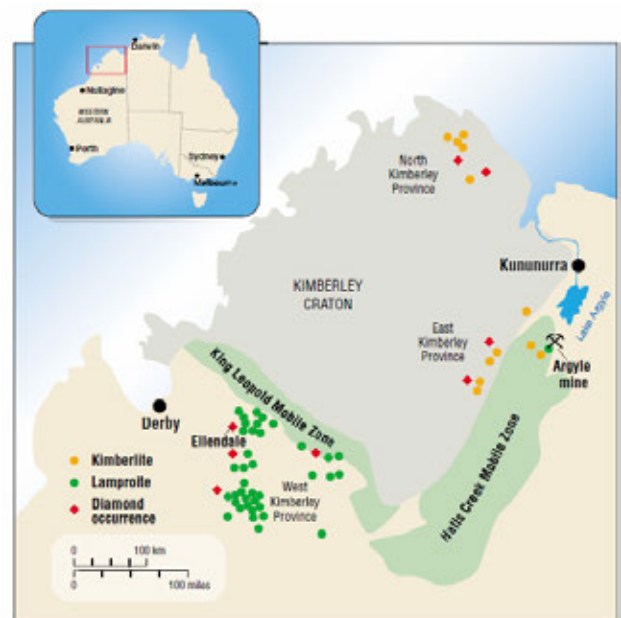 Darwin
Nullagine
WESTERN
AUSTRALIA
Perth
Sydney
Melbourne
North
Kimberley
Province
Kununurra
KIMBERLEY
CRATON
Lake Argyle
East
Kimberley
Province
Argyle
mine
King Leopold Mobile Zone
Derby
Ellendale
Halls Creek Mobile Zone
Kimberlite
Lamproite
Diamond
occurrence
West
Kimberley
Province
0 100 km
0 100 miles